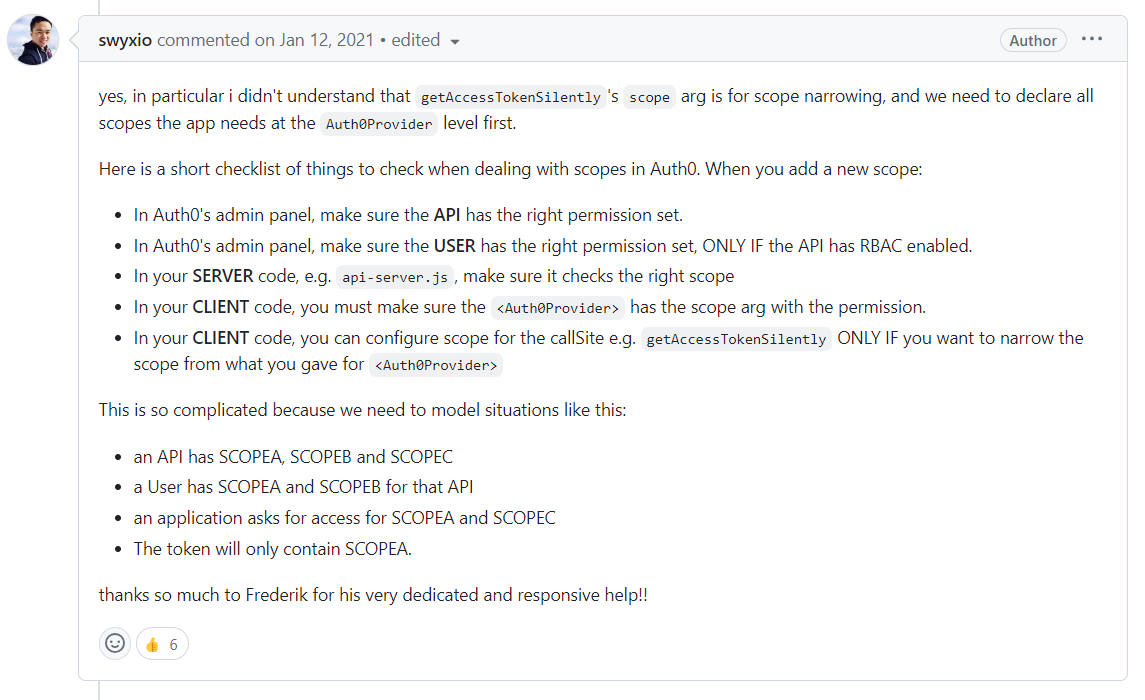 swyxio commented on Jan 12, 2021 • edited
Author
yes, in particular i didn't understand that getAccessTokenSilently's scope arg is for scope narrowing, and we need to declare all
scopes the app needs at the Auth0Provider level first.
Here is a short checklist of things to check when dealing with scopes in Auth0. When you add a new scope:
• In Auth0's admin panel, make sure the API has the right permission set.
• In Auth0's admin panel, make sure the USER has the right permission set, ONLY IF the API has RBAC enabled.
• In your SERVER code, e.g. api-server.js, make sure it checks the right scope
• In your CLIENT code, you must make sure the <Auth0Provider> has the scope arg with the permission.
• In your CLIENT code, you can configure scope for the callSite e.g. getAccessTokenSilently ONLY IF you want to narrow the
scope from what you gave for <Auth0Provider>
This is so complicated because we need to model situations like this:
• an API has SCOPEA, SCOPEB and SCOPEC
• a User has SCOPEA and SCOPEB for that API
• an application asks for access for SCOPEA and SCOPEC
• The token will only contain SCOPEA.
thanks so much to Frederik for his very dedicated and responsive help!!
👍 6